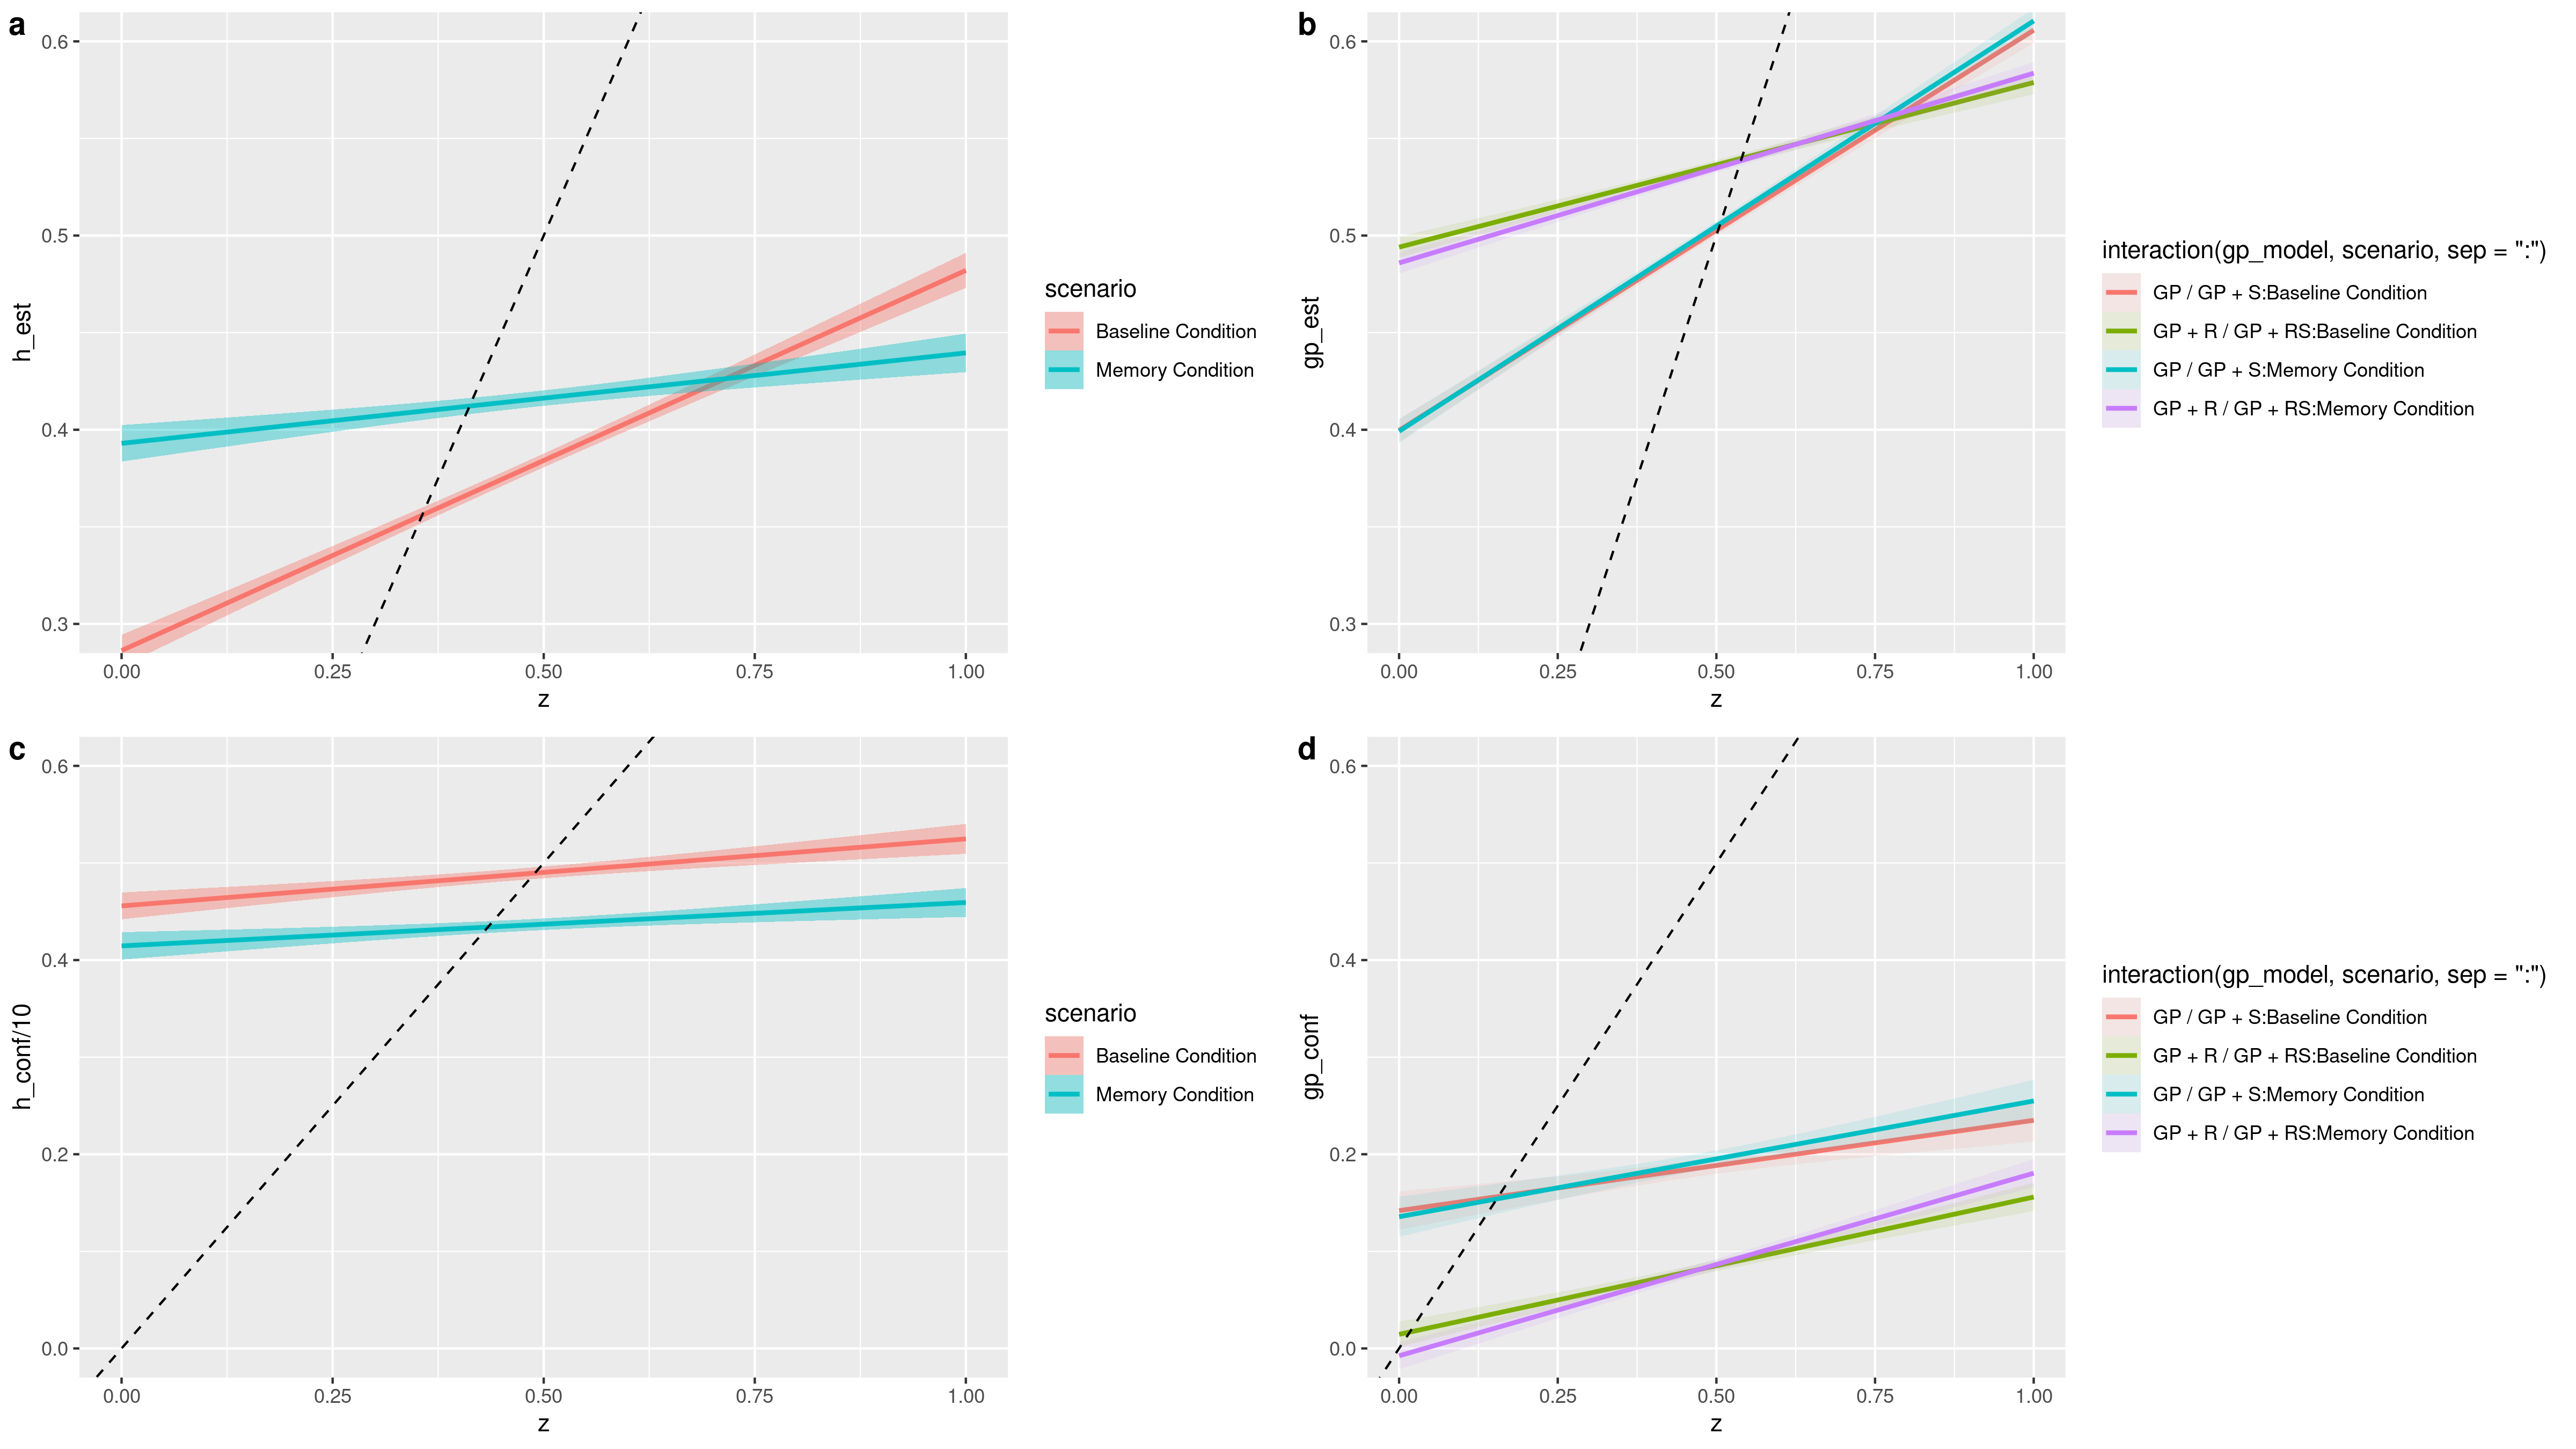 a
h_est
0.6
0.5
0.4
0.3
0.00 0.25 0.50 0.75 1.00
z
scenario
Baseline Condition
Memory Condition
b
gp_est
0.6
0.5
0.4
0.3
0.00 0.25 0.50 0.75 1.00
z
interaction(gp_model, scenario, sep = ":")
GP / GP + S:Baseline Condition
GP + R / GP + RS:Baseline Condition
GP / GP + S:Memory Condition
GP + R / GP + RS:Memory Condition
c
h_conf/10
0.6
0.4
0.2
0.0
0.00 0.25 0.50 0.75 1.00
z
scenario
Baseline Condition
Memory Condition
d
gp_conf
0.6
0.4
0.2
0.0
0.00 0.25 0.50 0.75 1.00
z
interaction(gp_model, scenario, sep = ":")
GP / GP + S:Baseline Condition
GP + R / GP + RS:Baseline Condition
GP / GP + S:Memory Condition
GP + R / GP + RS:Memory Condition